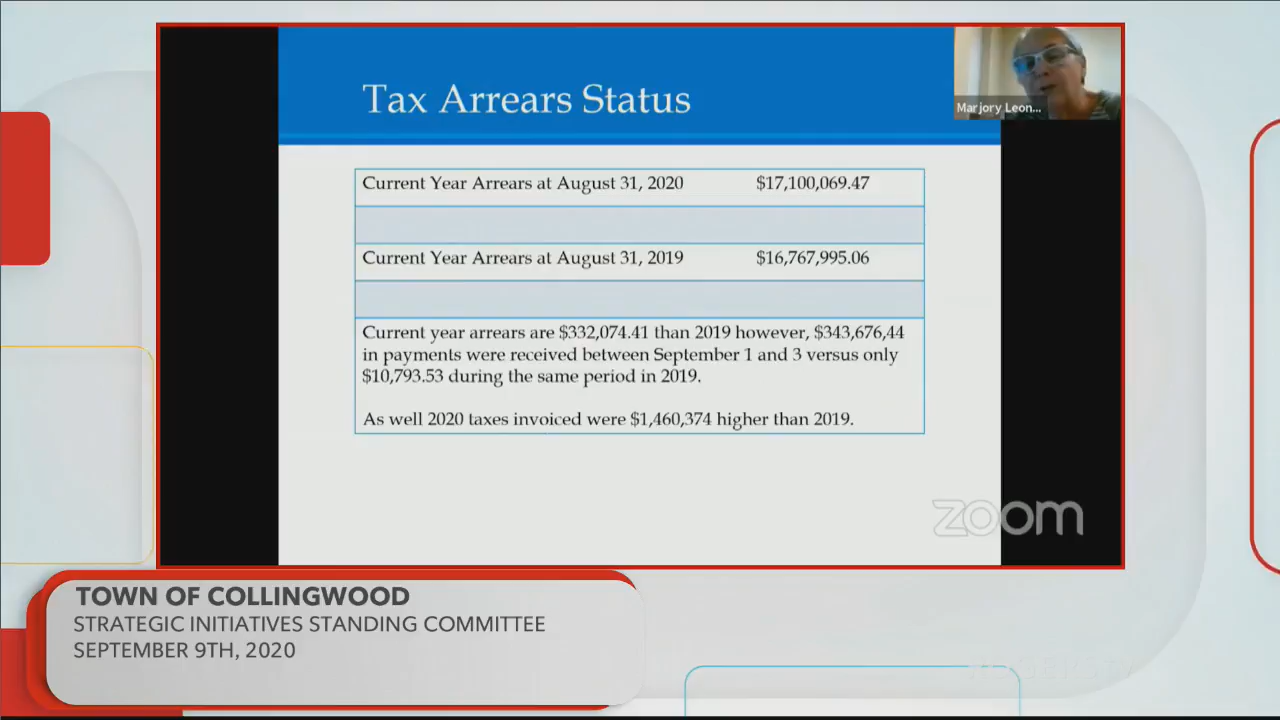 Tax Arrears Status
Marjory Leon...
Current Year Arrears at August 31, 2020 $17,100,069.47
Current Year Arrears at August 31, 2019 $16,767,995.06
Current year arrears are $332,074.41 than 2019 however, $343,676,44
in payments were received between September 1 and 3 versus only
$10,793.53 during the same period in 2019.
As well 2020 taxes invoiced were $1,460,374 higher than 2019.
zoom
TOWN OF COLLINGWOOD
STRATEGIC INITIATIVES STANDING COMMITTEE
SEPTEMBER 9TH, 2020